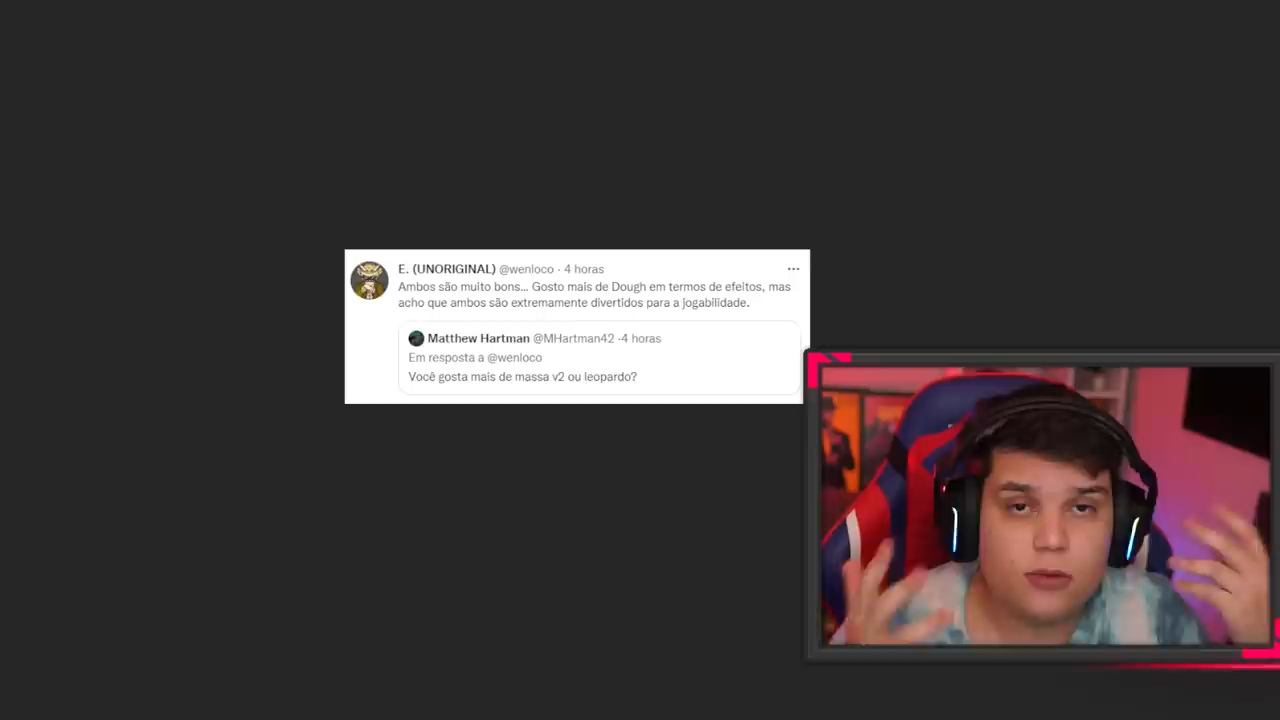 E. (UNORIGINAL) @wenloco · 4 horas
Ambos são muito bons... Gosto mais de Dough em termos de efeitos, mas
acho que ambos são extremamente divertidos para a jogabilidade.
Matthew Hartman @MHartman42 ·4 horas
Em resposta a @wenloco
Você gosta mais de massa v2 ou leopardo?